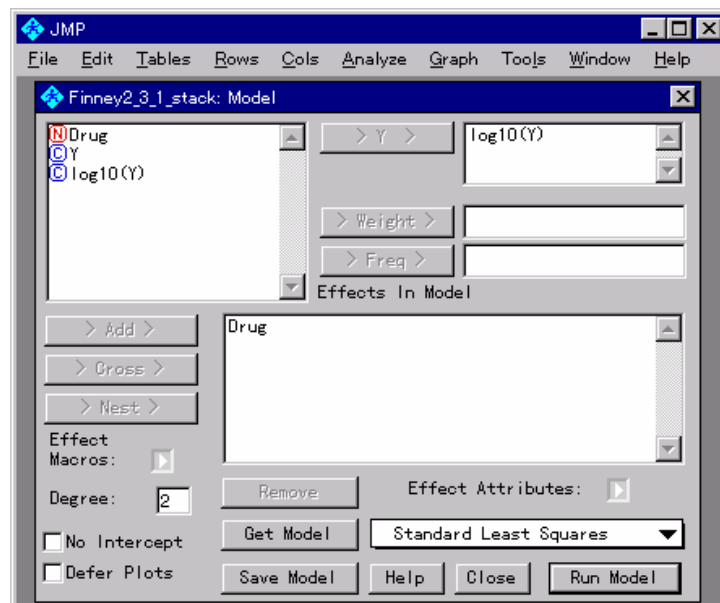 JMP
File Edit Tables Rows Cols Analyze Graph Tools Window Help
Finney2_3_1_stack: Model
N Drug
C Y
C log10(Y)
> Y >
log10(Y)
> Weight >
> Freq >
Effects In Model
> Add >
> Cross >
> Nest >
Drug
Effect
Macros:
Degree: 2
Remove
Effect Attributes:
No Intercept
Get Model
Standard Least Squares
Defer Plots
Save Model
Help
Close
Run Model